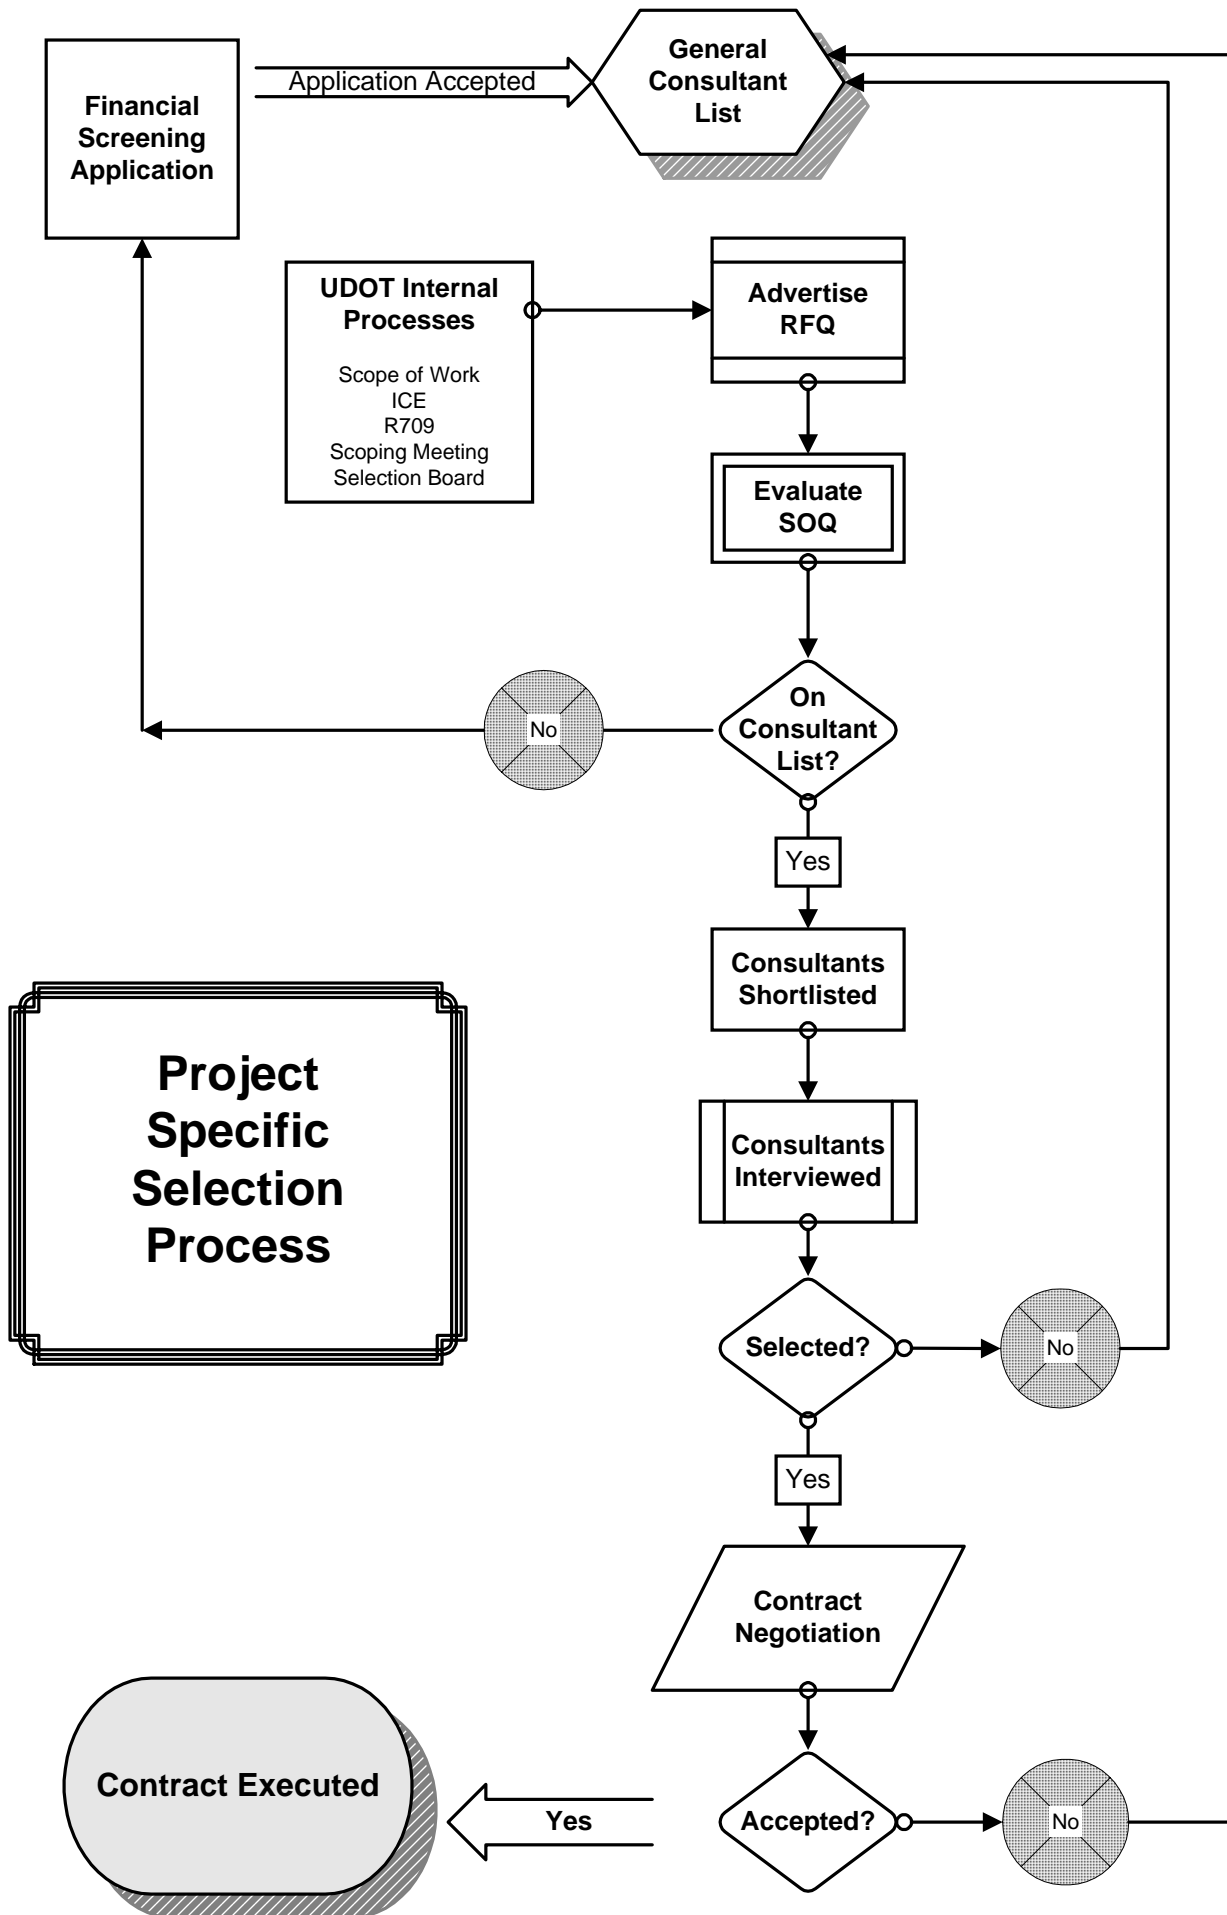 Financial
Screening
Application
Application Accepted
General
Consultant
List
UDOT Internal
Processes
Scope of Work
ICE
R709
Scoping Meeting
Selection Board
Advertise
RFQ
Evaluate
SOQ
On
Consultant
List?
No
Yes
Consultants
Shortlisted
Project
Specific
Selection
Process
Consultants
Interviewed
Selected?
No
Yes
Contract
Negotiation
Accepted?
No
Yes
Contract Executed